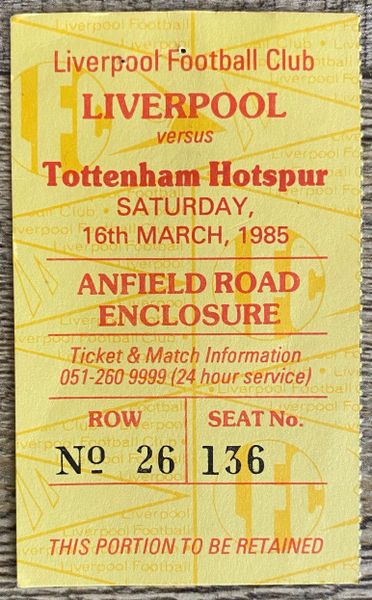 Liverpool Football Club
LIVERPOOL
versus
Tottenham Hotspur
SATURDAY,
16th MARCH, 1985
ANFIELD ROAD
ENCLOSURE
Ticket & Match Information
051-260 9999 (24 hour service)
ROW SEAT No.
Nº 26 136
THIS PORTION TO BE RETAINED